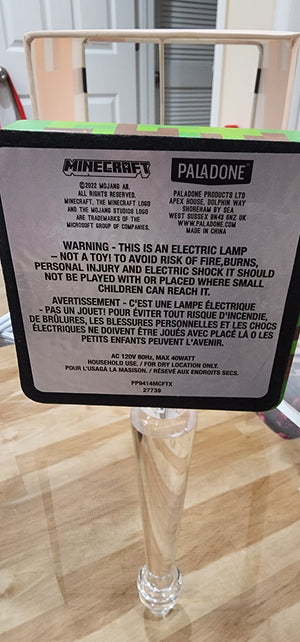 MINECRAFT
©2022 MOJANG AB.
ALL RIGHTS RESERVED.
MINECRAFT, THE MINECRAFT LOGO
AND THE MOJANG STUDIOS LOGO
ARE TRADEMARKS OF THE
MICROSOFT GROUP OF COMPANIES.
PALADONE
PALADONE PRODUCTS LTD
APEX HOUSE, DOLPHIN WAY
SHOREHAM BY SEA
WEST SUSSEX BN43 6NZ UK
WWW.PALADONE.COM
MADE IN CHINA
WARNING - THIS IS AN ELECTRIC LAMP
– NOT A TOY! TO AVOID RISK OF FIRE,BURNS,
PERSONAL INJURY AND ELECTRIC SHOCK IT SHOULD
NOT BE PLAYED WITH OR PLACED WHERE SMALL
CHILDREN CAN REACH IT.
AVERTISSEMENT - C'EST UNE LAMPE ÉLECTRIQUE
- PAS UN JOUET! POUR ÉVITER TOUT RISQUE D'INCENDIE,
DE BRÛLURES, LES BLESSURES PERSONNELLES ET LES CHOCS
ÉLECTRIQUES NE DOIVENT ÊTRE JOUÉS AVEC PLACÉ LÀ O LES
PETITS ENFANTS PEUVENT L'AVENIR.
AC 120V 60Hz, MAX 40WATT
HOUSEHOLD USE. / FOR DRY LOCATION ONLY.
POUR L'USAGÀ LA MASISON. / RÉSEVÉ AUX ENDROITS SECS.
PP9414MCFTX
27739